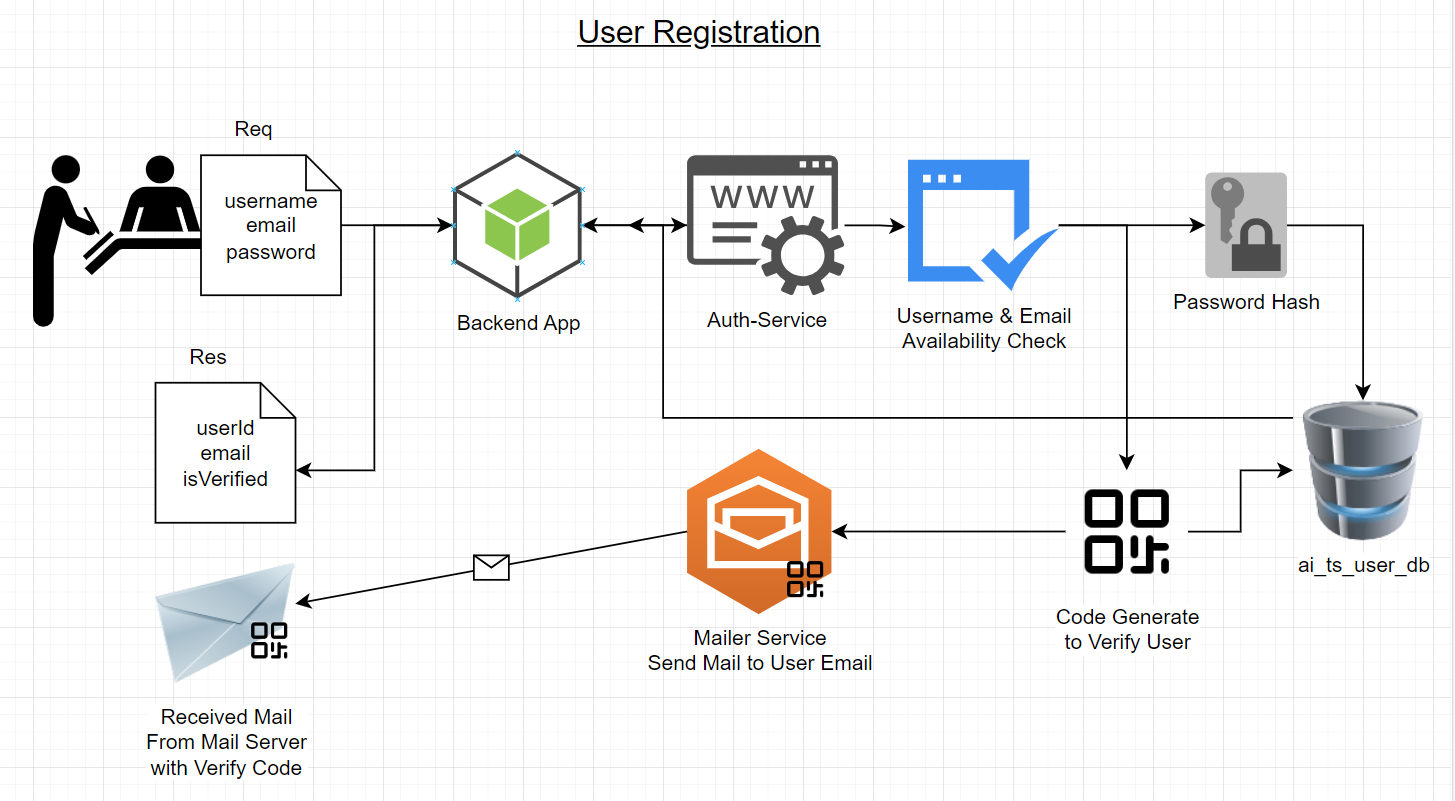 User Registration
Req
username
email
password
WWW
Backend App
Auth-Service
Username & Email
Availability Check
Password Hash
Res
userId
email
isVerified
ai_ts_user_db
Code Generate
to Verify User
Mailer Service
Send Mail to User Email
Received Mail
From Mail Server
with Verify Code